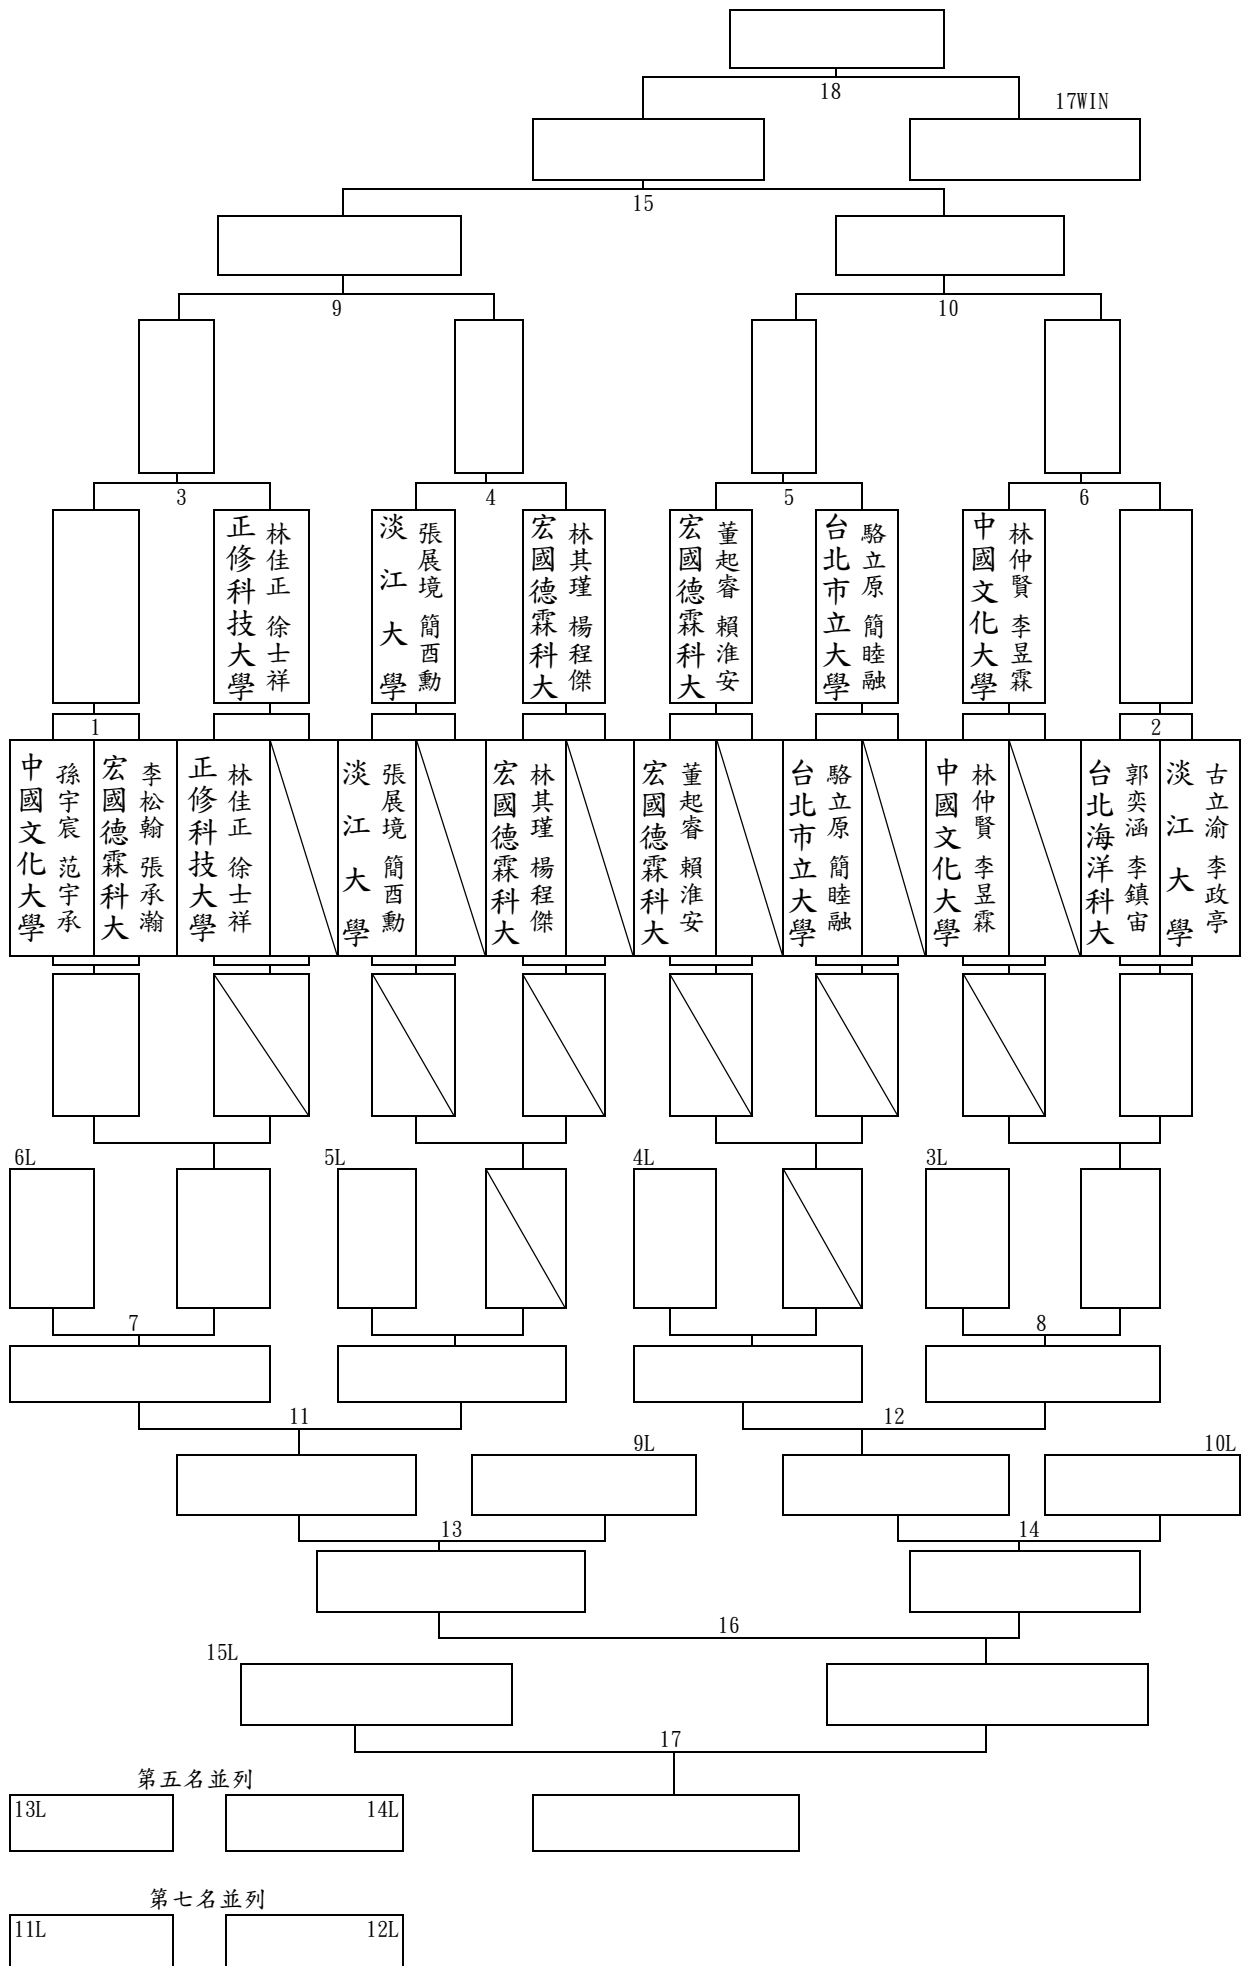 18
17WIN
15
9
10
3
4
5
6
正修科技大學
林佳正 徐士祥
淡江大學
張展境 簡酉勳
宏國德霖科大
林其瑾 楊程傑
宏國德霖科大
董起睿 賴淮安
台北市立大學
駱立原 簡睦融
中國文化大學
林仲賢 李昱霖
1
2
中國文化大學
孫宇宸 范宇承
宏國德霖科大
李松翰 張承瀚
正修科技大學
林佳正 徐士祥
淡江大學
張展境 簡酉勳
宏國德霖科大
林其瑾 楊程傑
宏國德霖科大
董起睿 賴淮安
台北市立大學
駱立原 簡睦融
中國文化大學
林仲賢 李昱霖
台北海洋科大
郭奕涵 李鎮宙
淡江大學
古立渝 李政亭
6L
5L
4L
3L
7
8
11
12
9L
10L
13
14
16
15L
17
第五名並列
13L
14L
第七名並列
11L
12L